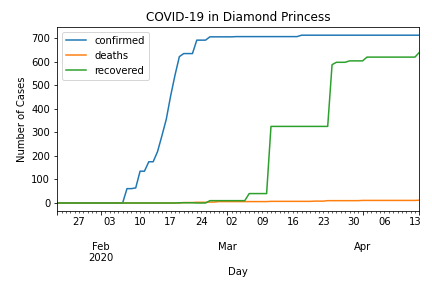 COVID-19 in Diamond Princess
confirmed
deaths
recovered
Number of Cases
700
600
500
400
300
200
100
0
27 03 10 17 24 02 09 16 23 30 06 13
Feb Mar Apr
2020
Day